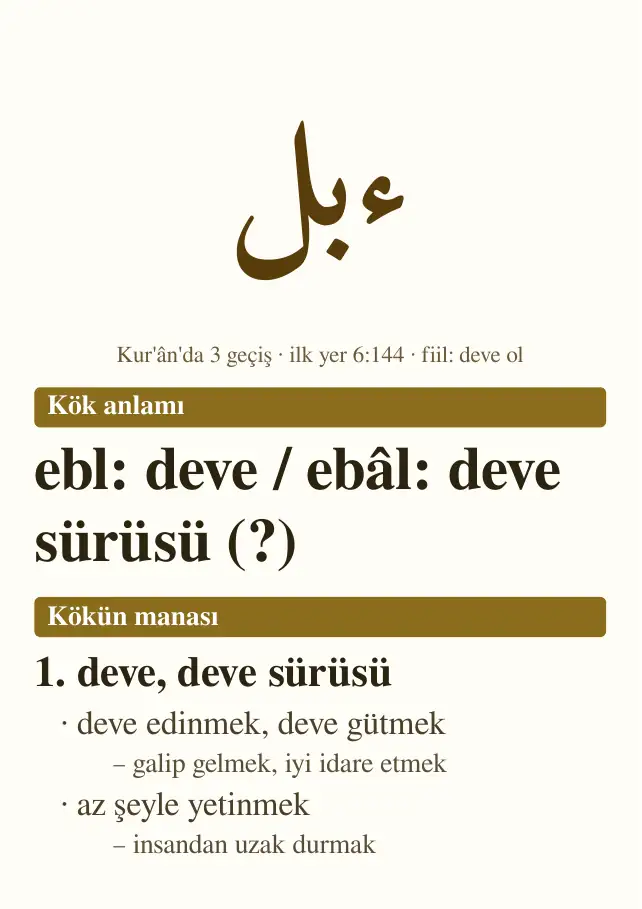 ءبل
Kur'ân'da 3 geçiş · ilk yer 6:144 · fiil: deve ol
Kök anlamı
ebl: deve / ebâl: deve
sürüsü (?)
Kökün manası
1. deve, deve sürüsü
· deve edinmek, deve gütmek
– galip gelmek, iyi idare etmek
· az şeyle yetinmek
– insandan uzak durmak